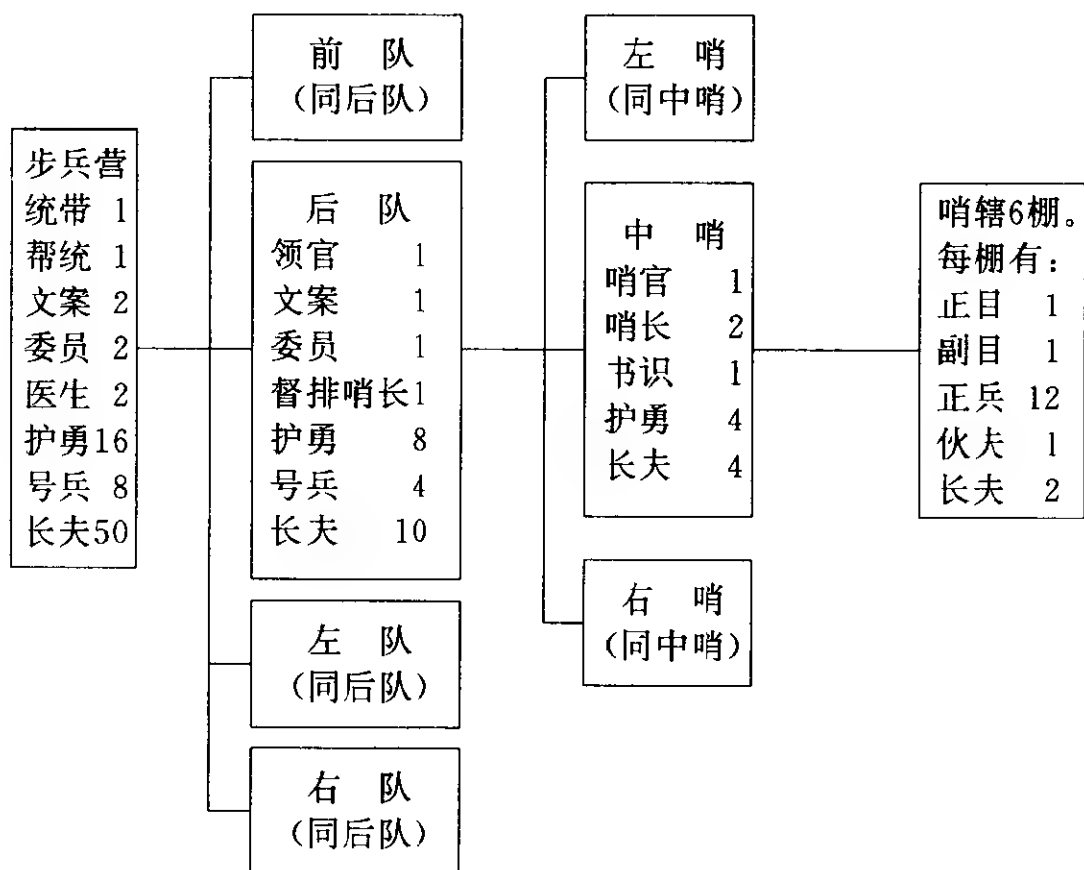 步兵营
统带 1
帮统 1
文案 2
委员 2
医生 2
护勇16
号兵 8
长夫50
前 队
(同后队)
后 队
领官 1
文案 1
委员 1
督排哨长1
护勇 8
号兵 4
长夫 10
左 队
(同后队)
右 队
(同后队)
左 哨
(同中哨)
中 哨
哨官 1
哨长 2
书识 1
护勇 4
长夫 4
右 哨
(同中哨)
哨辖6棚。
每棚有:
正目 1
副目 1
正兵 12
伙夫 1
长夫 2